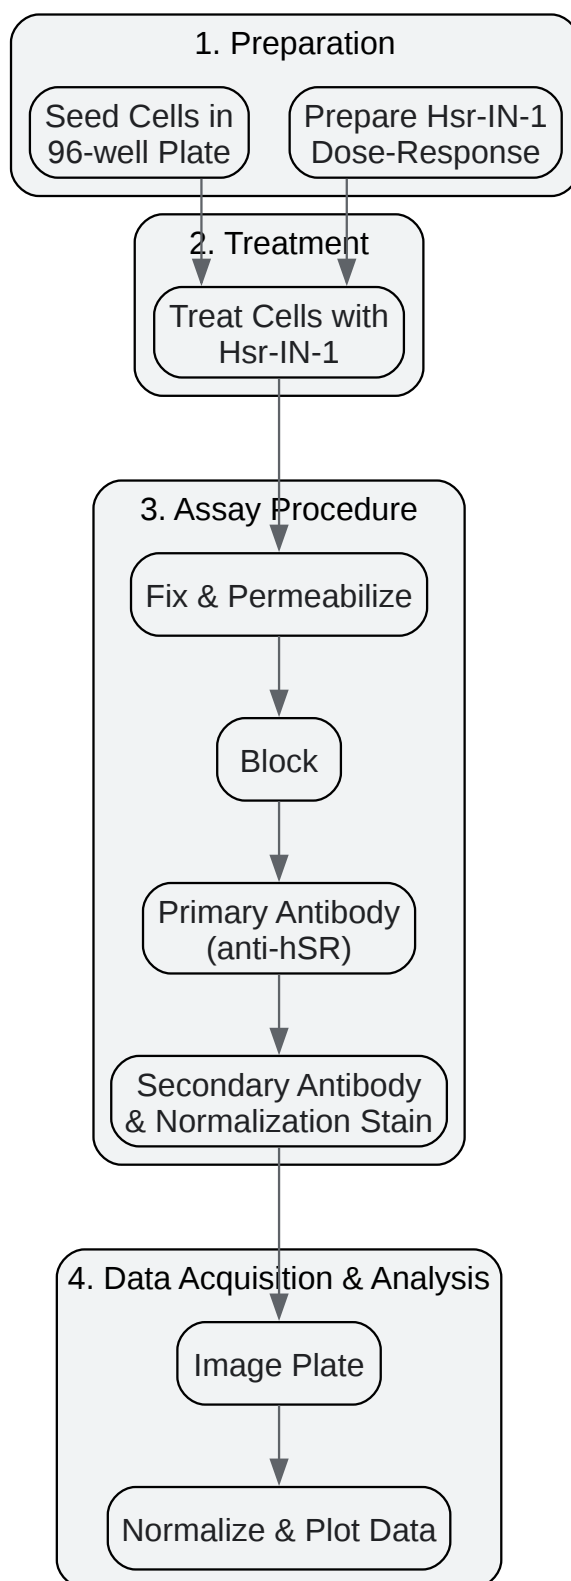 1. Preparation
Seed Cells in
96-well Plate
Prepare Hsr-IN-1
Dose-Response
2. Treatment
Treat Cells with
Hsr-IN-1
3. Assay Procedure
Fix & Permeabilize
Block
Primary Antibody
(anti-hSR)
Secondary Antibody
& Normalization Stain
4. Data Acquisition & Analysis
Image Plate
Normalize & Plot Data